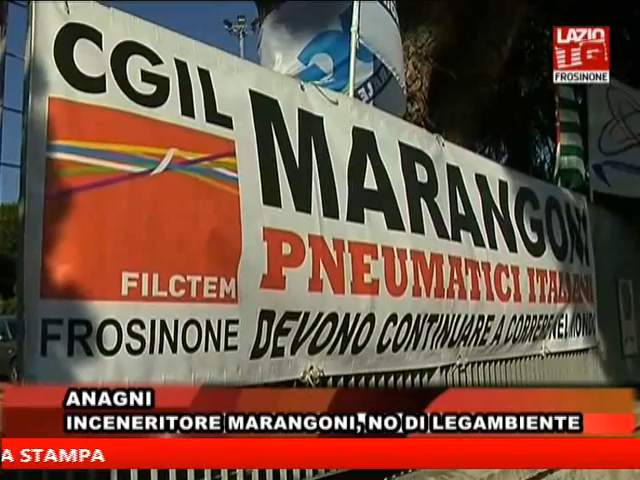 LAZIO
TG
FROSINONE
CGIL
FILCTEM
FROSINONE
MARANGONI
PNEUMATICI ITALIANI
DEVONO CONTINUARE A CORRERE NEL MONDO
ANAGNI
INCENERITORE MARANGONI, NO DI LEGAMBIENTE
A STAMPA